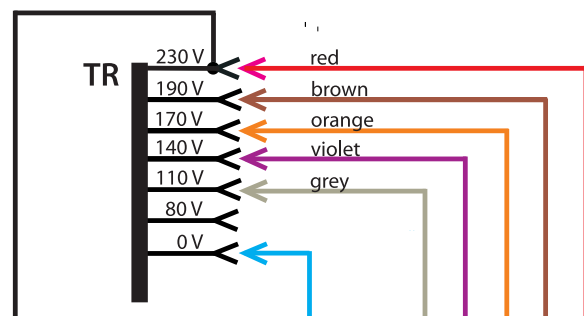 230 V red
TR
190 V brown
170 V orange
140 V violet
110 V grey
80 V
0 V